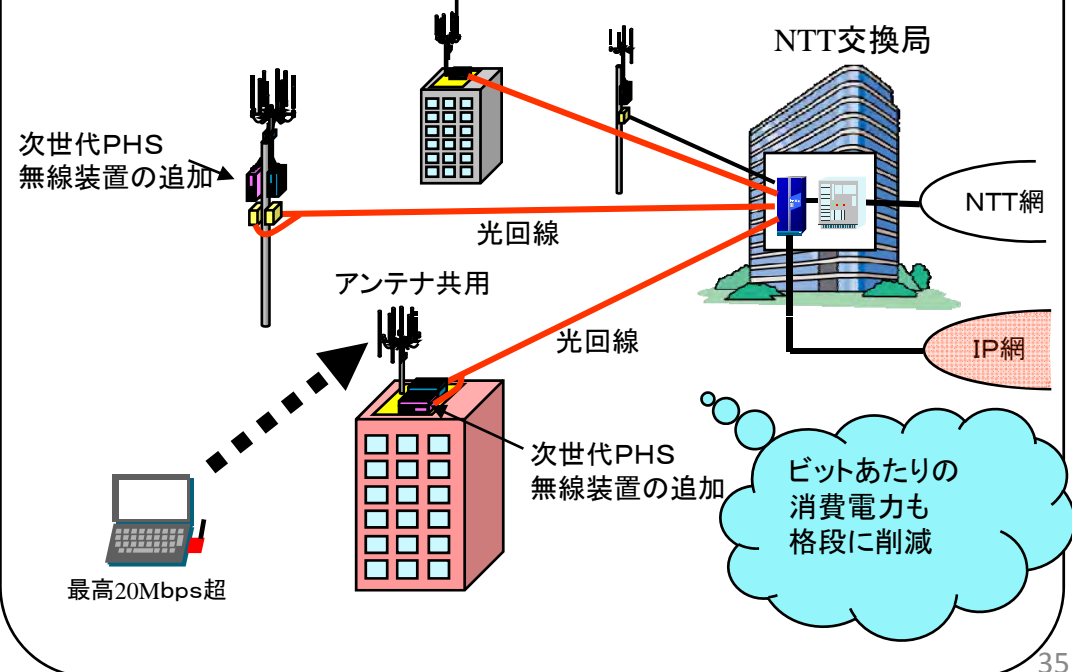 NTT交換局
次世代PHS
無線装置の追加
NTT網
光回線
アンテナ共用
光回線
IP網
次世代PHS
無線装置の追加
ビットあたりの
消費電力も
格段に削減
最高20Mbps超
35